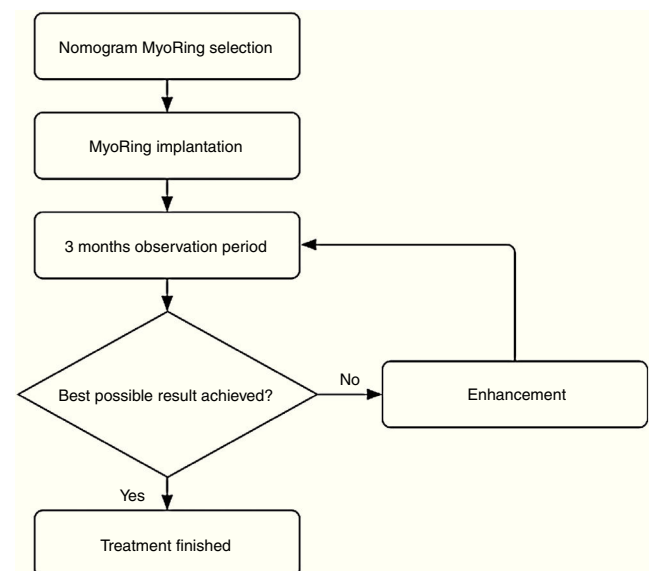 Nomogram MyoRing selection
MyoRing implantation
3 months observation period
Best possible result achieved?
No
Enhancement
Yes
Treatment finished